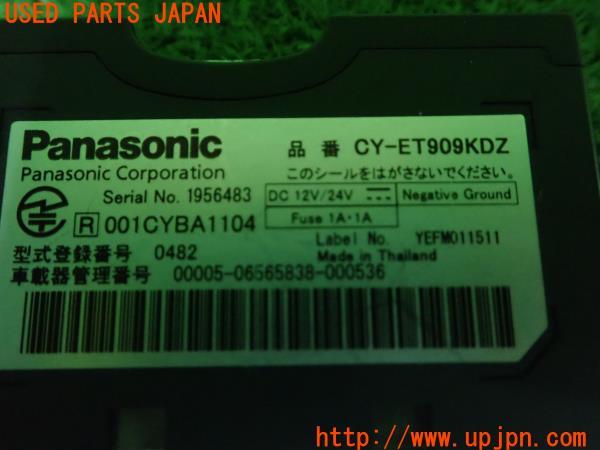 USED PARTS JAPAN
Panasonic
品番 CY-ET909KDZ
Panasonic Corporation
このシールをはがさないでください。
Serial No. 1956483
DC 12V/24V
Negative Ground
Fuse 1A・1A
R 001CYBA1104
Label No. YEFM011511
型式登録番号 0482
Made in Thailand
車載器管理番号 00005-06565838-000536
http://www.upjpn.com/